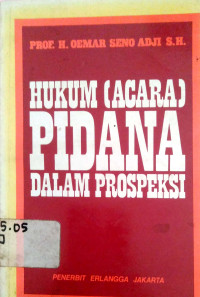 PROF. H. OEMAR SENO ADJI S.H.
HUKUM (ACARA)
PIDANA
DALAM PROSPEKSI
5.05
PENERBIT ERLANGGA JAKARTA